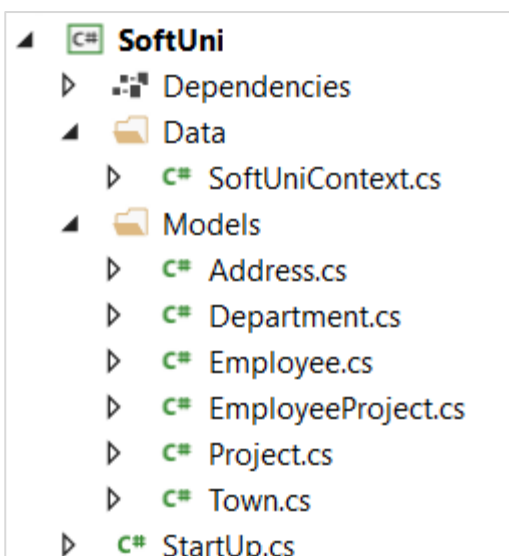 C# SoftUni
Dependencies
Data
C# SoftUniContext.cs
Models
C# Address.cs
C# Department.cs
C# Employee.cs
C# EmployeeProject.cs
C# Project.cs
C# Town.cs
C# StartUp.cs